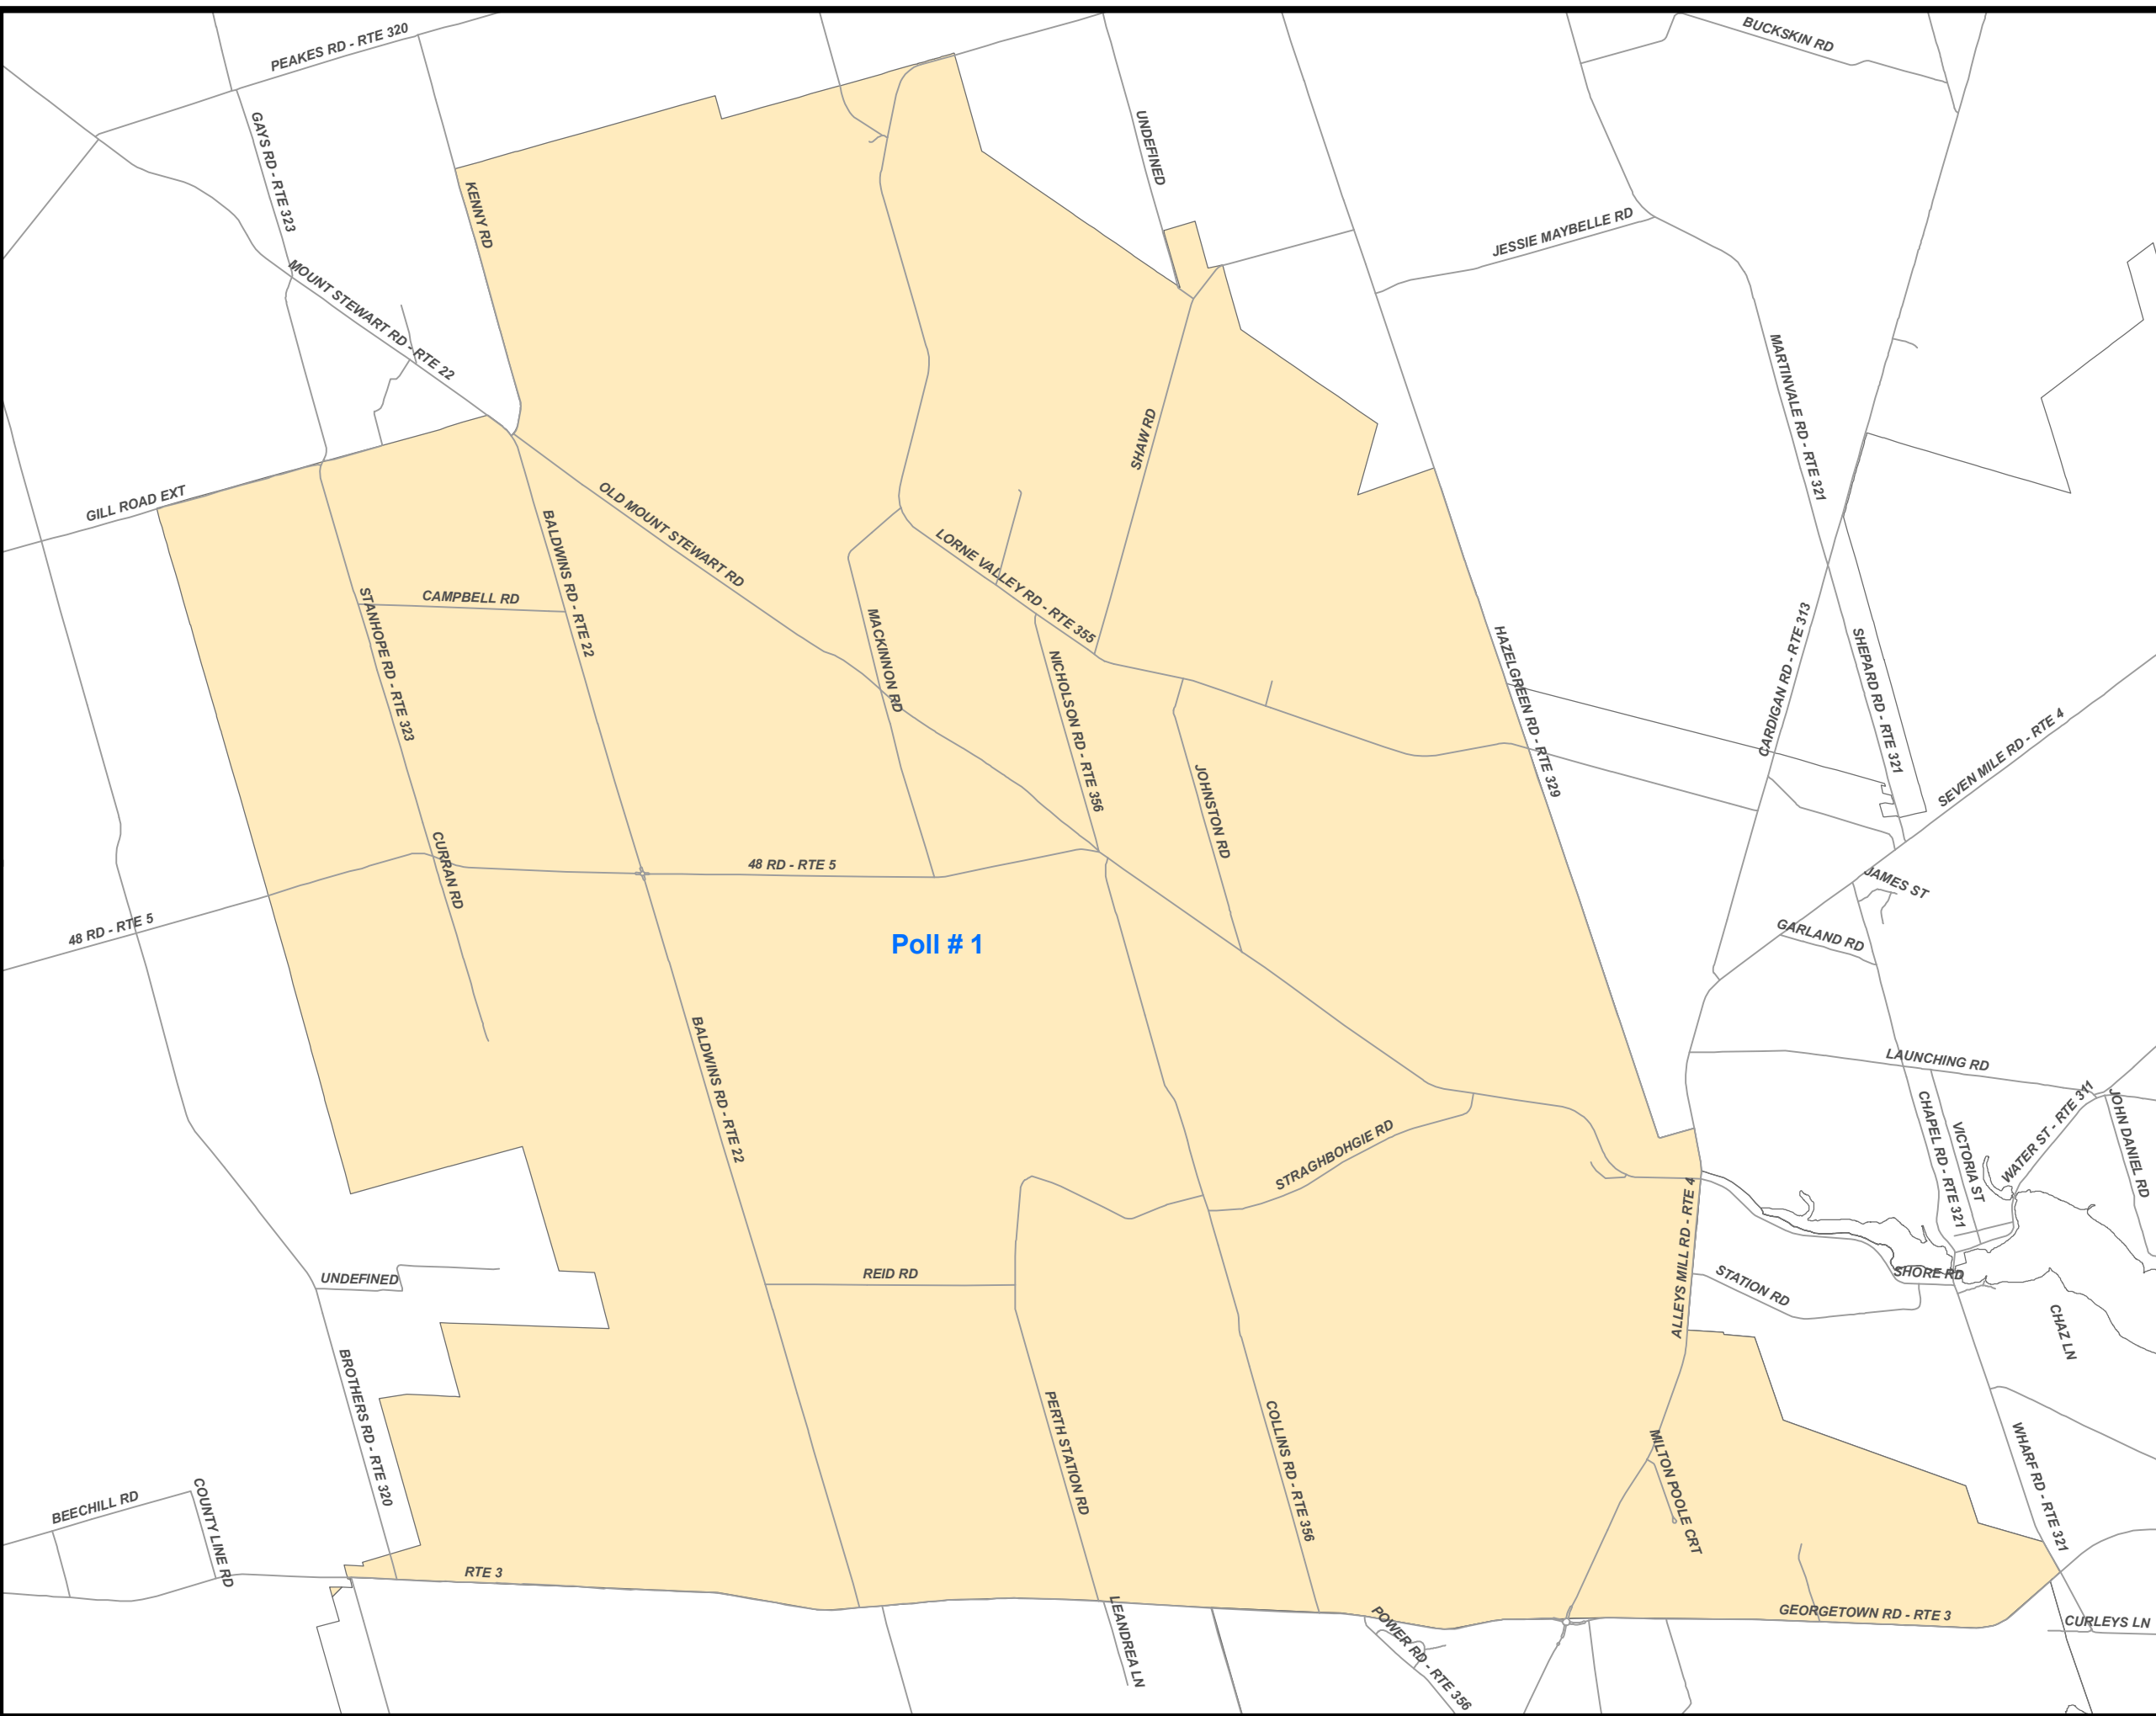 PEAKES RD - RTE 320
BUCKSKIN RD
GAYS RD - RTE 323
UNDEFINED
KENNY RD
JESSIE MAYBELLE RD
MOUNT STEWART RD - RTE 22
MARTINVALE RD - RTE 321
SHAW RD
GILL ROAD EXT
OLD MOUNT STEWART RD
BALDWINS RD - RTE 22
LORNE VALLEY RD - RTE 355
CAMPBELL RD
STANHOPE RD - RTE 323
MACKINNON RD
NICHOLSON RD - RTE 356
HAZELGREEN RD - RTE 329
CARDIGAN RD - RTE 313
SHEPARD RD - RTE 321
SEVEN MILE RD - RTE 4
JOHNSTON RD
CURRAN RD
48 RD - RTE 5
JAMES ST
48 RD - RTE 5
GARLAND RD
Poll # 1
BALDWINS RD - RTE 22
LAUNCHING RD
CHAPEL RD - RTE 321
VICTORIA ST
WATER ST - RTE 311
JOHN DANIEL RD
STRAGHBOHGIE RD
ALLEYS MILL RD - RTE 4
UNDEFINED
REID RD
STATION RD
SHORE RD
CHAZ LN
BROTHERS RD - RTE 320
PERTH STATION RD
COLLINS RD - RTE 356
MILTON POOLE CRT
WHARF RD - RTE 321
BEECHILL RD
COUNTY LINE RD
RTE 3
LEANDREA LN
POWER RD - RTE 356
GEORGETOWN RD - RTE 3
CURLEYS LN